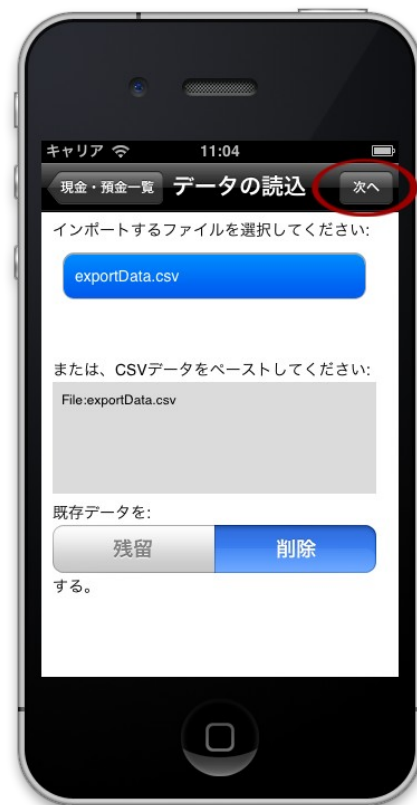 キャリア 11:04
現金・預金一覧 データの読込 次へ
インポートするファイルを選択してください:
exportData.csv
または、CSVデータをペーストしてください:
File:exportData.csv
既存データを:
残留 削除
する。